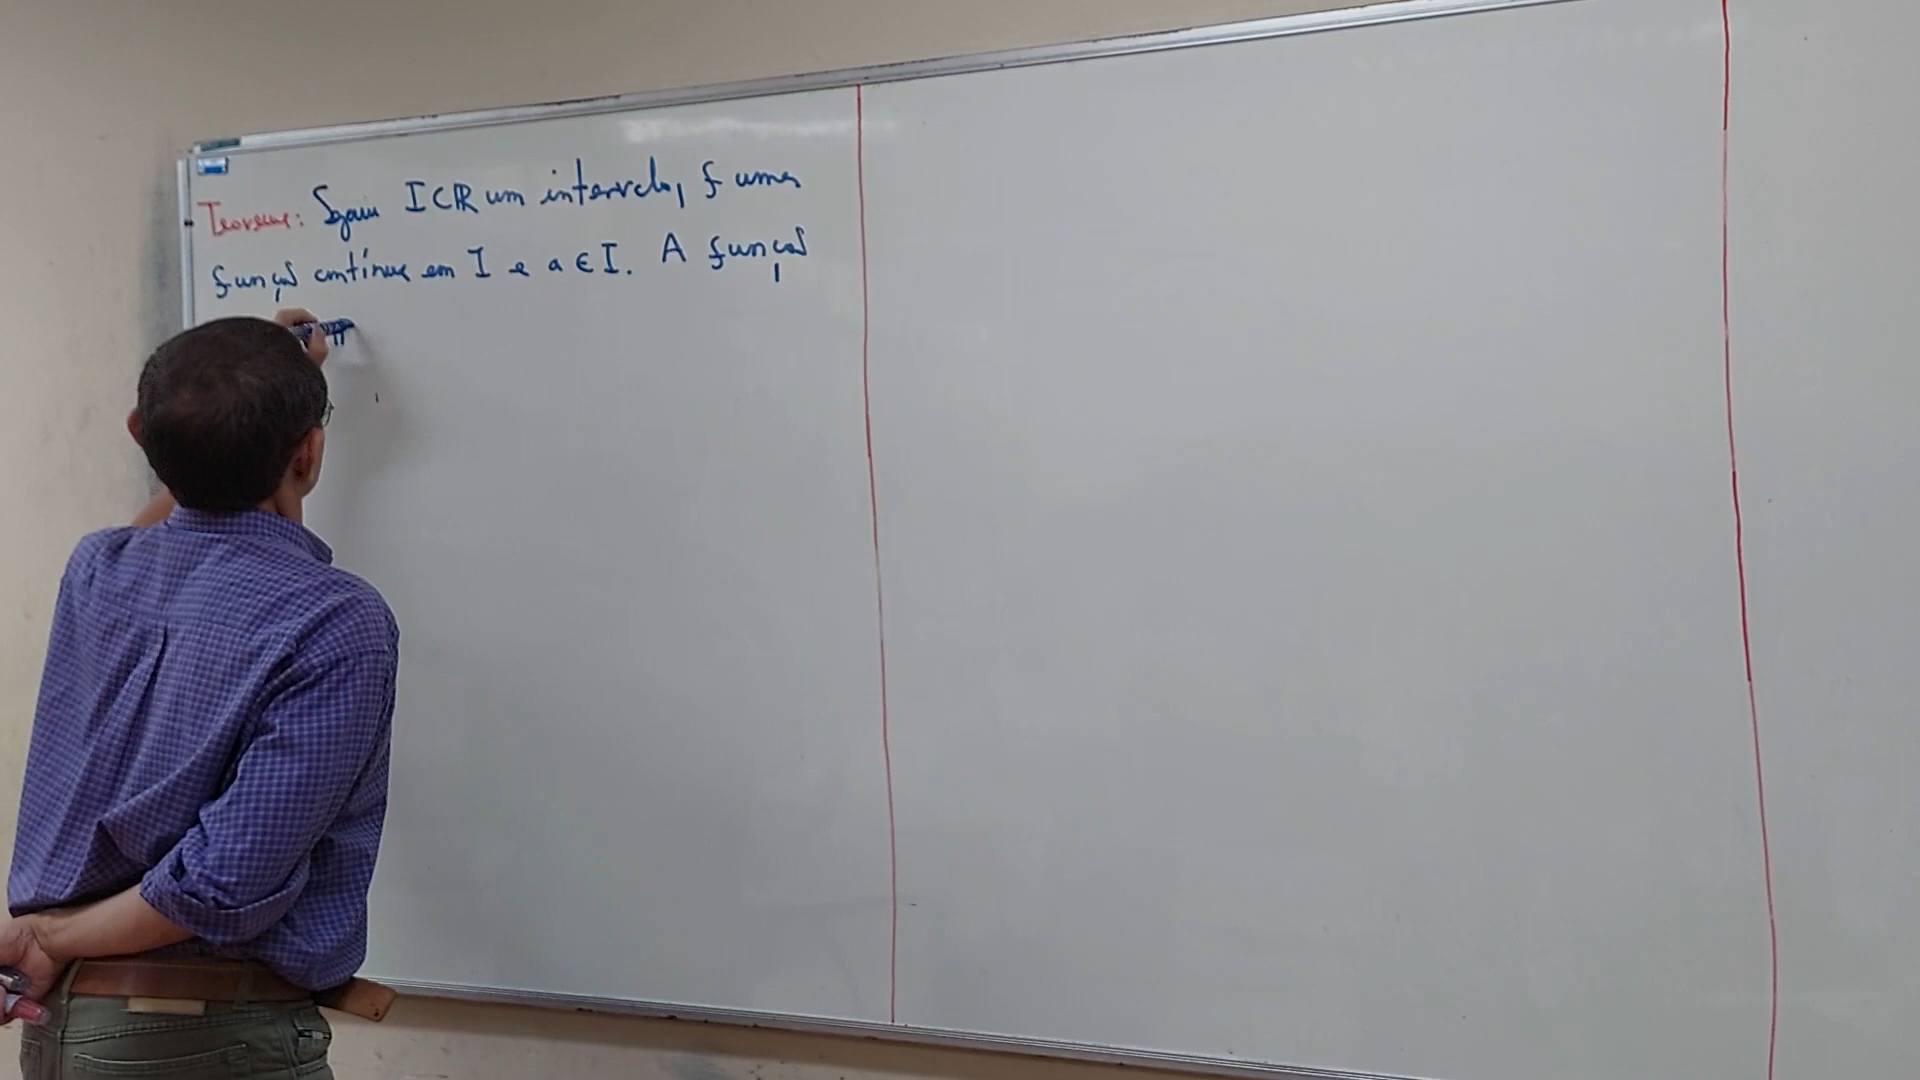 Teorema: Sejam I⊂ℝ um intervalo, f uma
função contínua em I e a ∈ I. A função